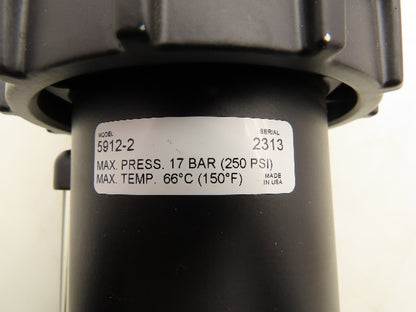 MODEL SERIAL
5912-2 2313
MAX. PRESS. 17 BAR (250 PSI)
MAX. TEMP. 66°C (150°F) MADE IN USA